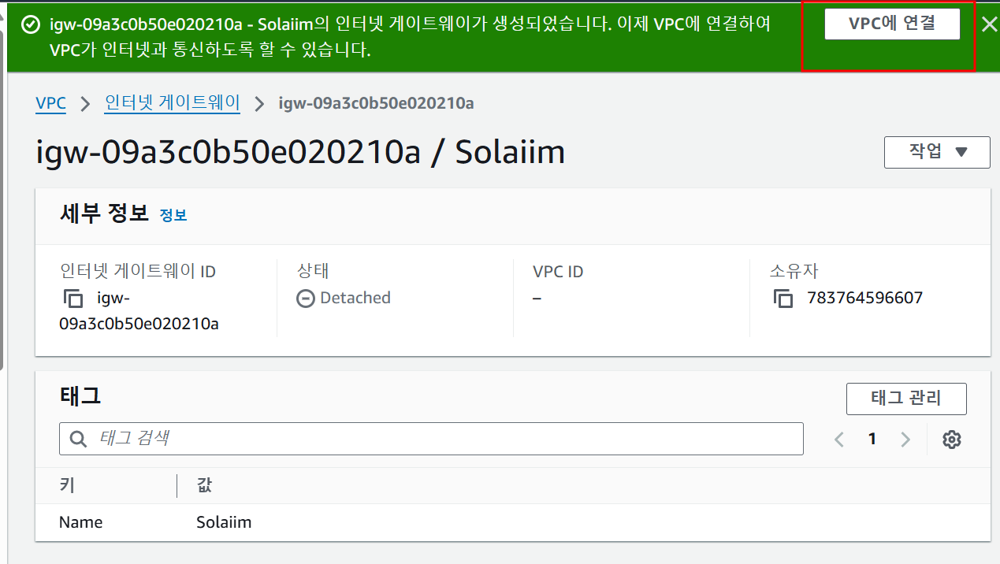 igw-09a3c0b50e020210a - Solaiim의 인터넷 게이트웨이가 생성되었습니다. 이제 VPC에 연결하여
VPC가 인터넷과 통신하도록 할 수 있습니다.
VPC에 연결
VPC
인터넷 게이트웨이
igw-09a3c0b50e020210a
igw-09a3c0b50e020210a / Solaiim
작업
세부 정보 정보
인터넷 게이트웨이 ID
igw-
09a3c0b50e020210a
상태
Detached
VPC ID
–
소유자
783764596607
태그
태그 관리
태그 검색
1
키
값
Name
Solaiim